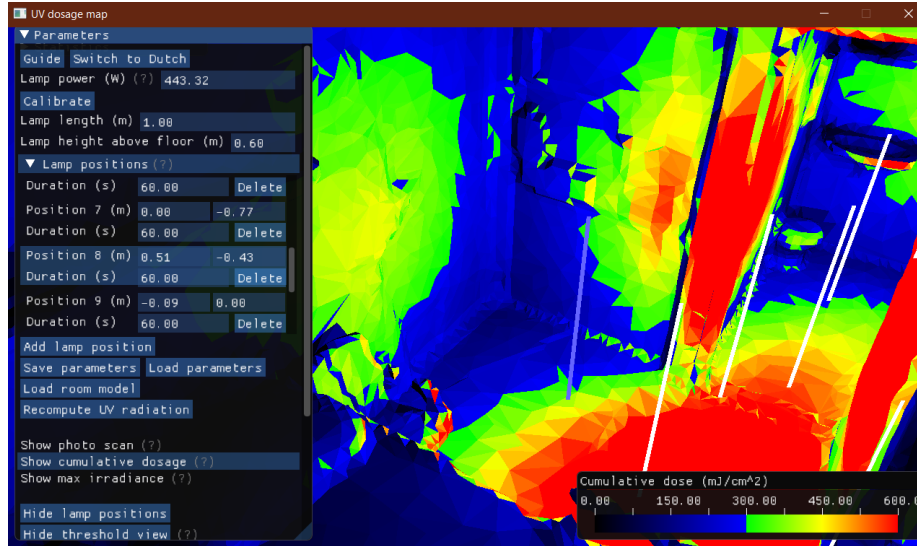 UV dosage map
Parameters
Guide Switch to Dutch
Lamp power (W) (?) 443.32
Calibrate
Lamp length (m) 1.00
Lamp height above floor (m) 0.60
Lamp positions (?)
Duration (s) 60.00 Delete
Position 7 (m) 0.00 -0.77
Duration (s) 60.00 Delete
Position 8 (m) 0.51 -0.43
Duration (s) 60.00 Delete
Position 9 (m) -0.09 0.00
Duration (s) 60.00 Delete
Add lamp position
Save parameters Load parameters
Load room model
Recompute UV radiation
Show photo scan (?)
Show cumulative dosage (?)
Show max irradiance (?)
Hide lamp positions
Hide threshold view (?)
Cumulative dose (mJ/cm^2)
0.00 150.00 300.00 450.00 600.0